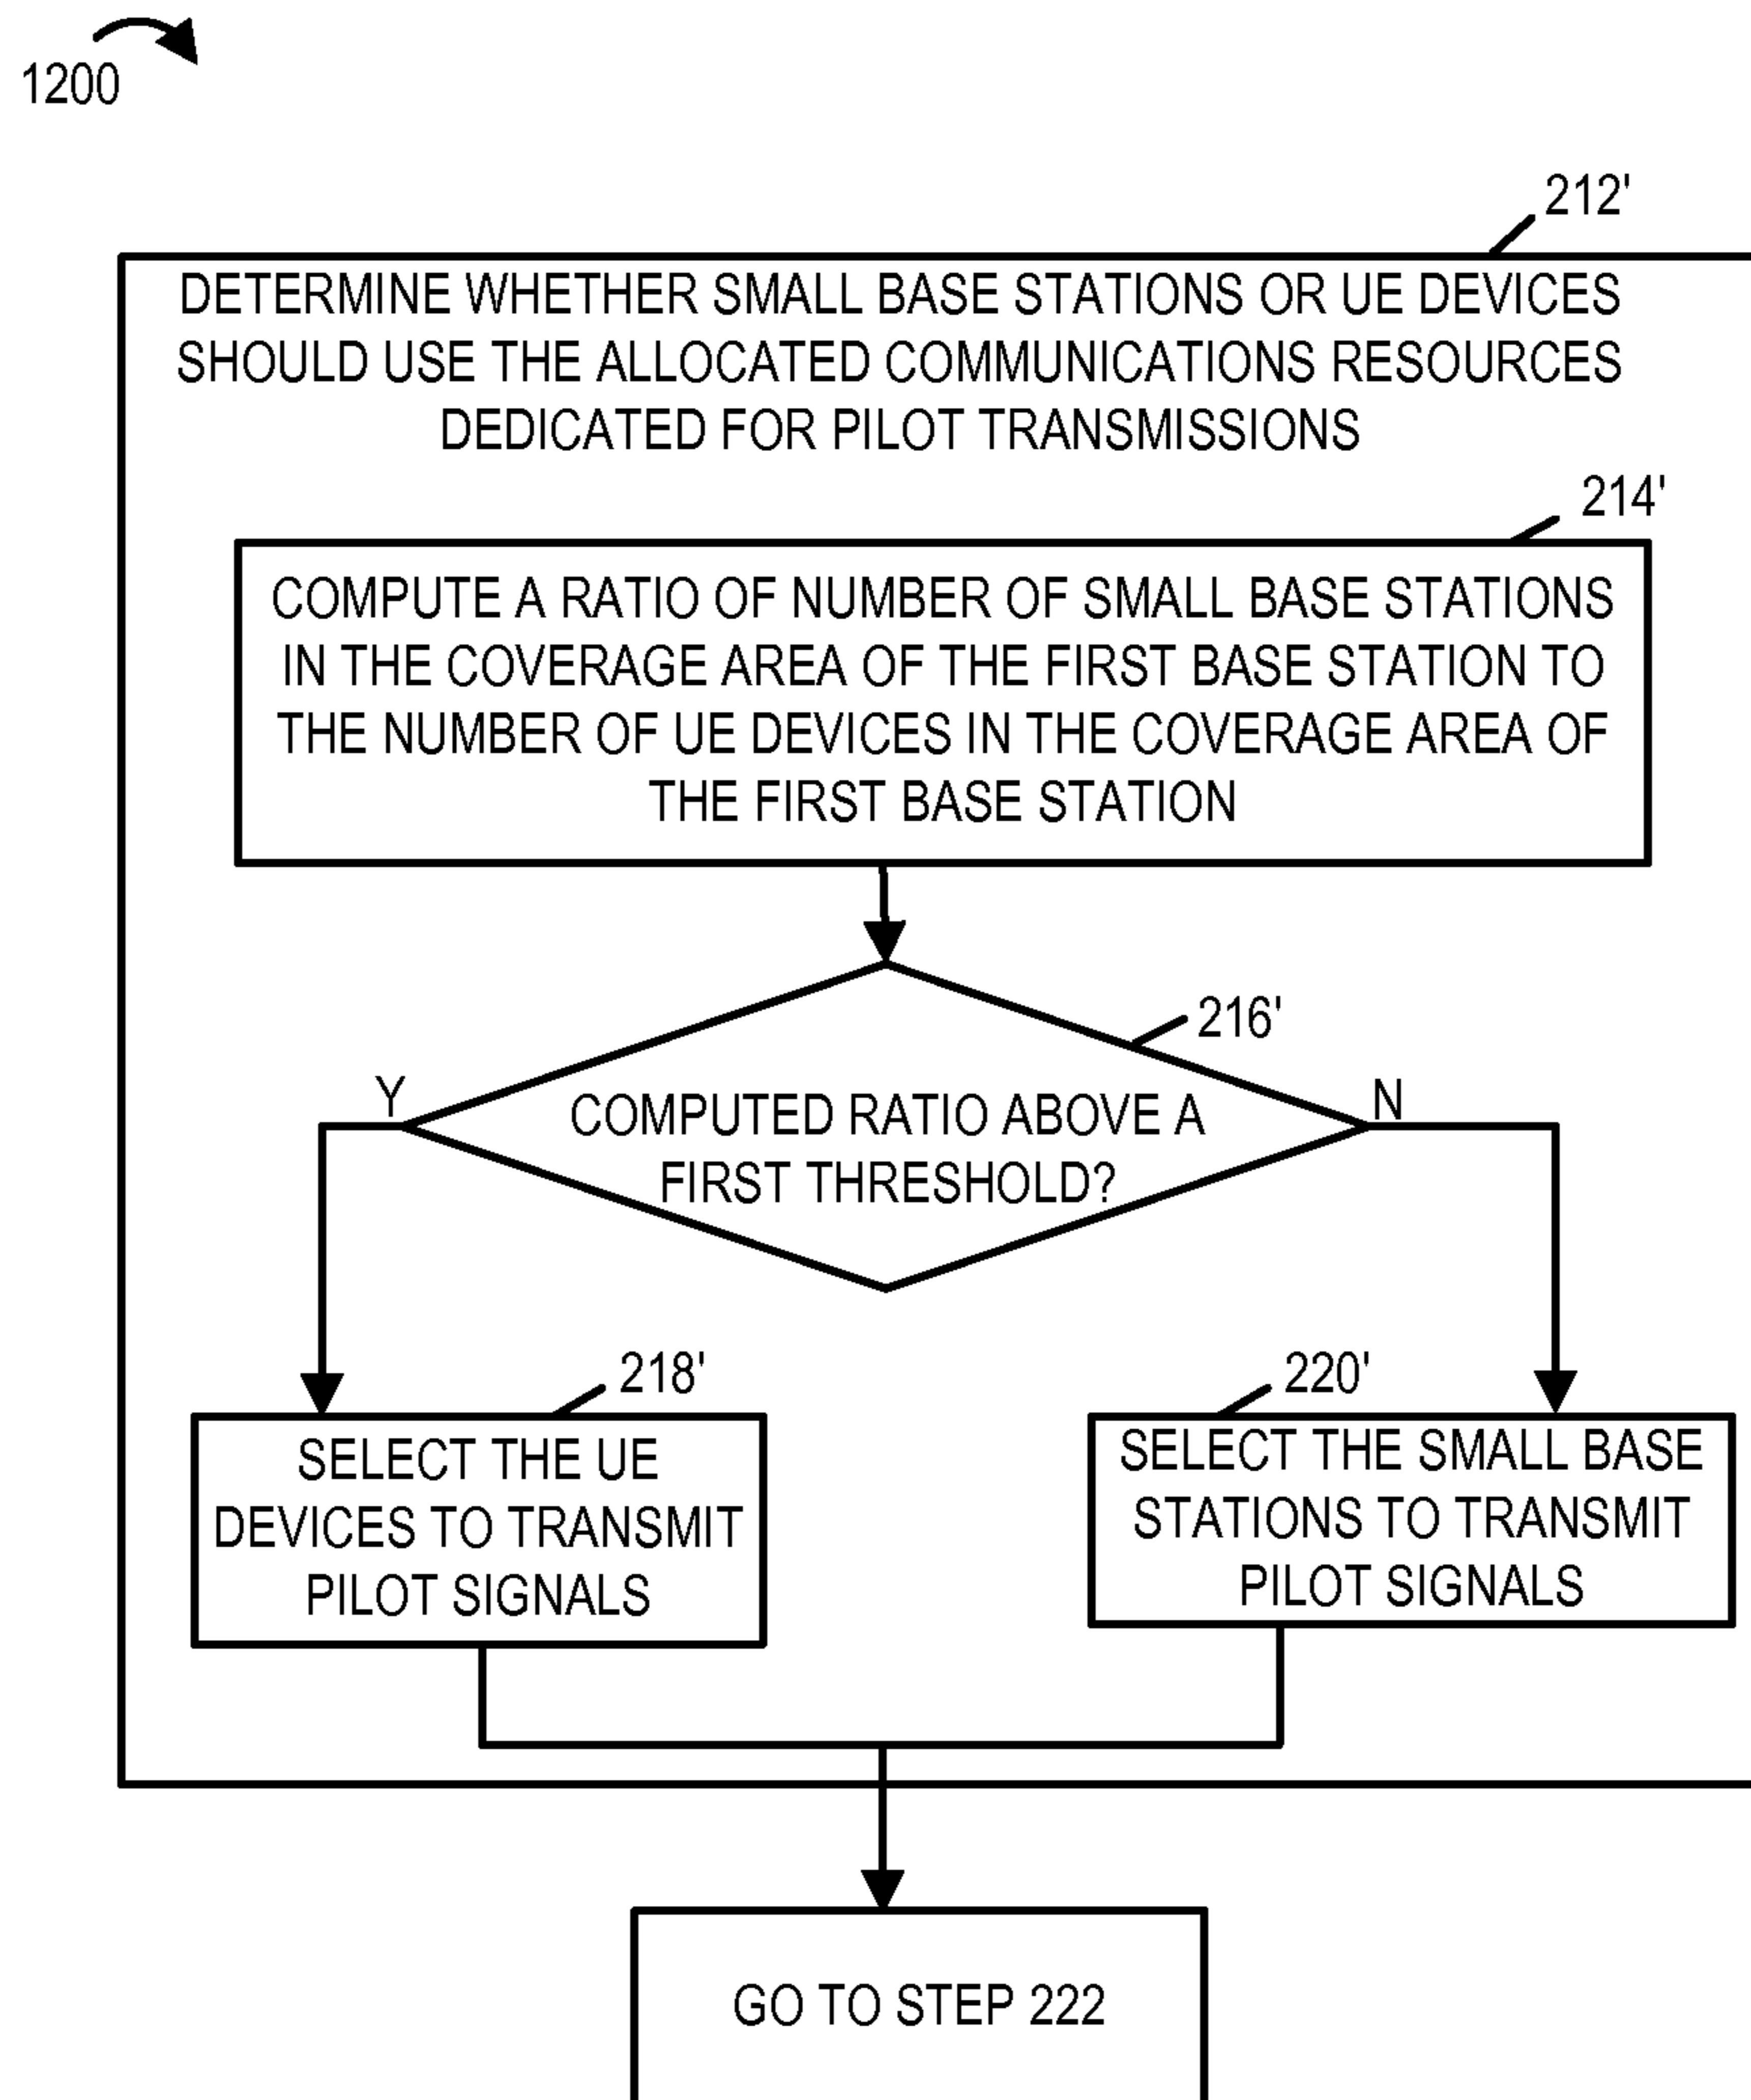 1200
212'
DETERMINE WHETHER SMALL BASE STATIONS OR UE DEVICES
SHOULD USE THE ALLOCATED COMMUNICATIONS RESOURCES
DEDICATED FOR PILOT TRANSMISSIONS
214'
COMPUTE A RATIO OF NUMBER OF SMALL BASE STATIONS
IN THE COVERAGE AREA OF THE FIRST BASE STATION TO
THE NUMBER OF UE DEVICES IN THE COVERAGE AREA OF
THE FIRST BASE STATION
216'
Y
N
COMPUTED RATIO ABOVE A
FIRST THRESHOLD?
218'
SELECT THE UE
DEVICES TO TRANSMIT
PILOT SIGNALS
220'
SELECT THE SMALL BASE
STATIONS TO TRANSMIT
PILOT SIGNALS
GO TO STEP 222